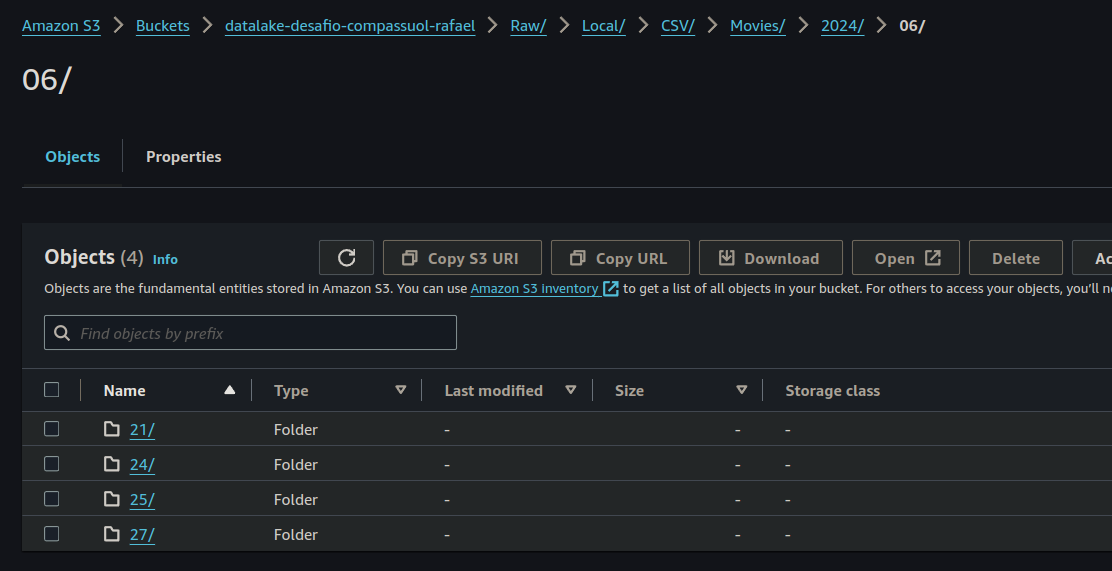 Amazon S3 > Buckets > datalake-desafio-compassuol-rafael > Raw/ > Local/ > CSV/ > Movies/ > 2024/ > 06/
06/
Objects Properties
Objects (4) Info Copy S3 URI Copy URL Download Open Delete Ac
Objects are the fundamental entities stored in Amazon S3. You can use Amazon S3 inventory to get a list of all objects in your bucket. For others to access your objects, you'll n
Find objects by prefix
Name Type Last modified Size Storage class
21/ Folder - - -
24/ Folder - - -
25/ Folder - - -
27/ Folder - - -